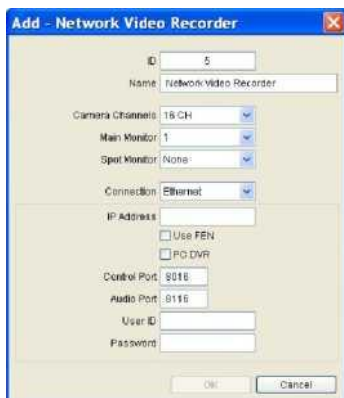 Add - Network Video Recorder
ID 5
Name Network Video Recorder
Camera Channels 16 CH
Main Monitor 1
Spot Monitor None
Connection Ethernet
IP Address
Use FEN
PC DVR
Control Port 8016
Audio Port 8116
User ID
Password
OK Cancel